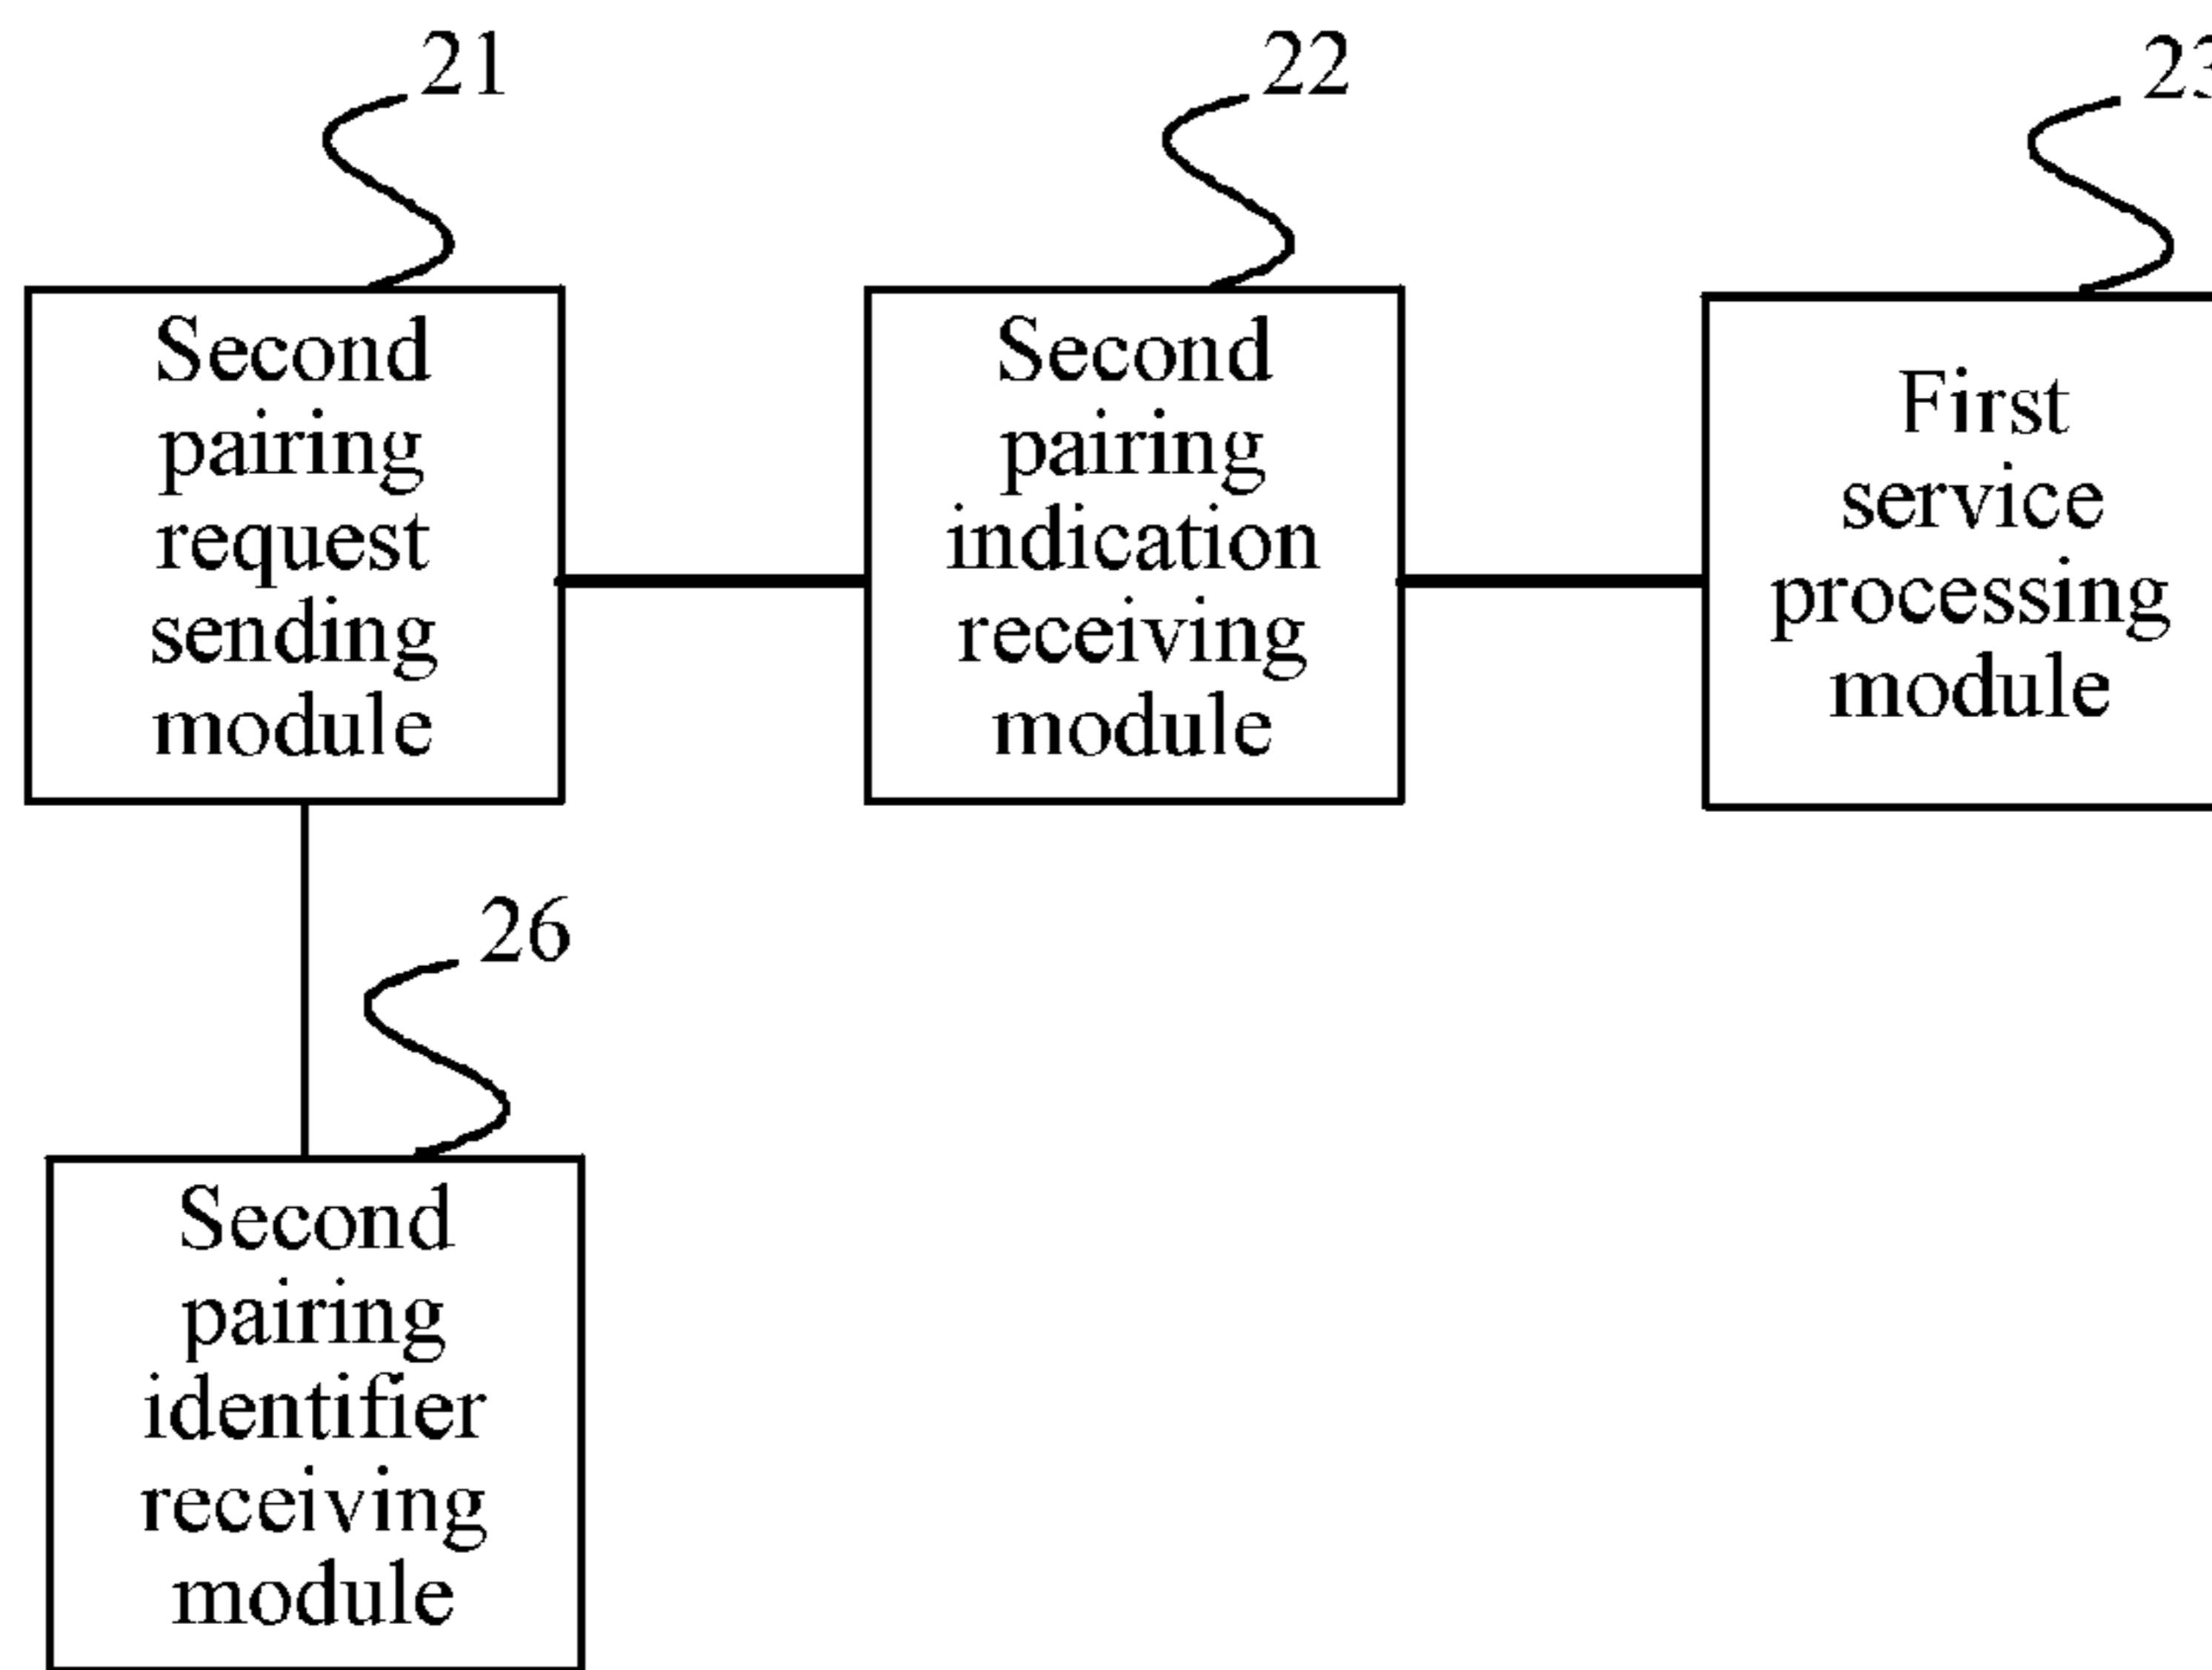 21
22
23
Second
pairing
request
sending
module
Second
pairing
indication
receiving
module
First
service
processing
module
26
Second
pairing
identifier
receiving
module